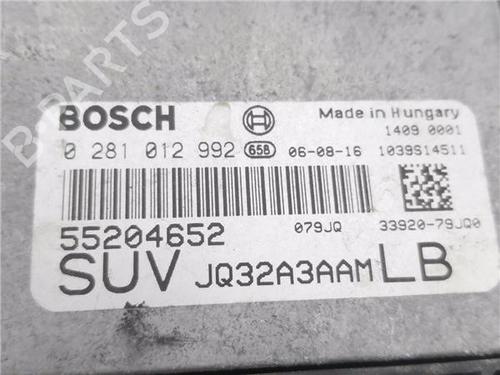 BOSCH
Made in Hungary
1409 0001
0 281 012 992 658 06-08-16 1039S14511
55204652 079JQ 33920-79JQ0
SUV JQ32A3AAM LB
B-PARTS